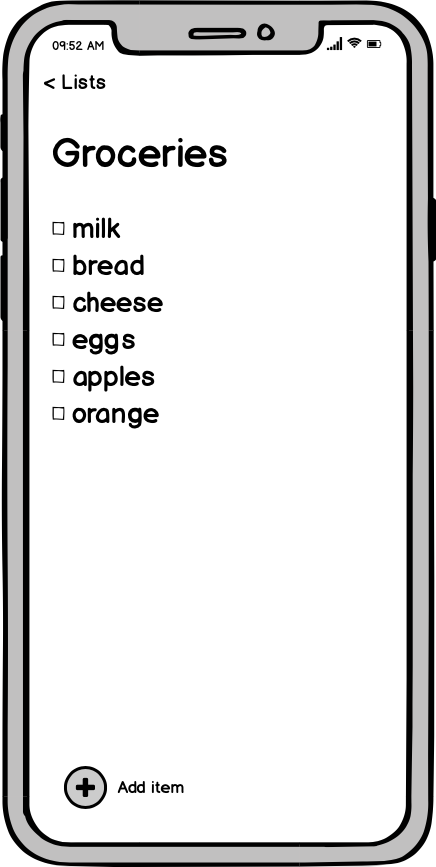 09:52 AM
< Lists
Groceries
milk
bread
cheese
eggs
apples
orange
Add item